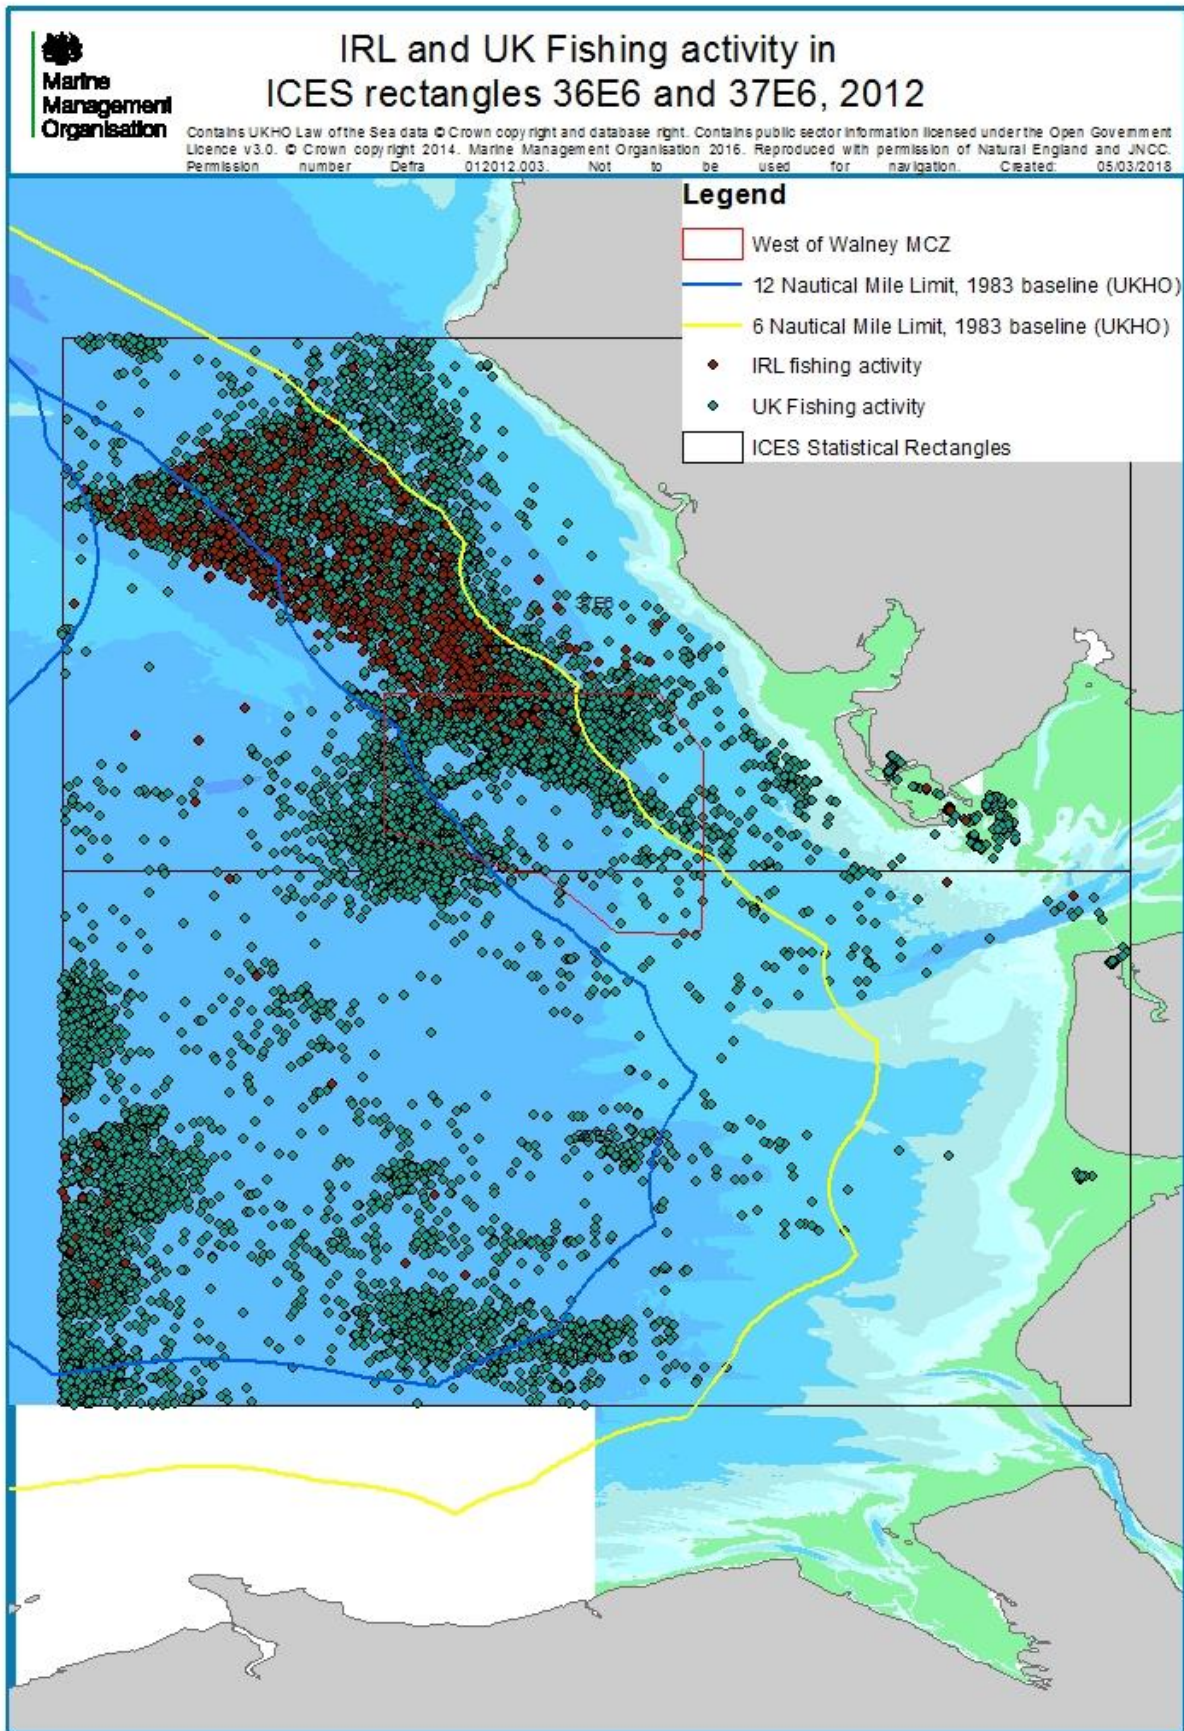 Marine
Management
Organisation
IRL and UK Fishing activity in
ICES rectangles 36E6 and 37E6, 2012
Contains UKHO Law of the Sea data © Crown copyright and database right. Contains public sector information licensed under the Open Government
Licence v3.0. © Crown copyright 2014. Marine Management Organisation 2016. Reproduced with permission of Natural England and JNCC.
Permission number Defra 012012.003. Not to be used for navigation. Created: 05/03/2018
Legend
West of Walney MCZ
12 Nautical Mile Limit, 1983 baseline (UKHO)
6 Nautical Mile Limit, 1983 baseline (UKHO)
IRL fishing activity
UK Fishing activity
ICES Statistical Rectangles
37E6